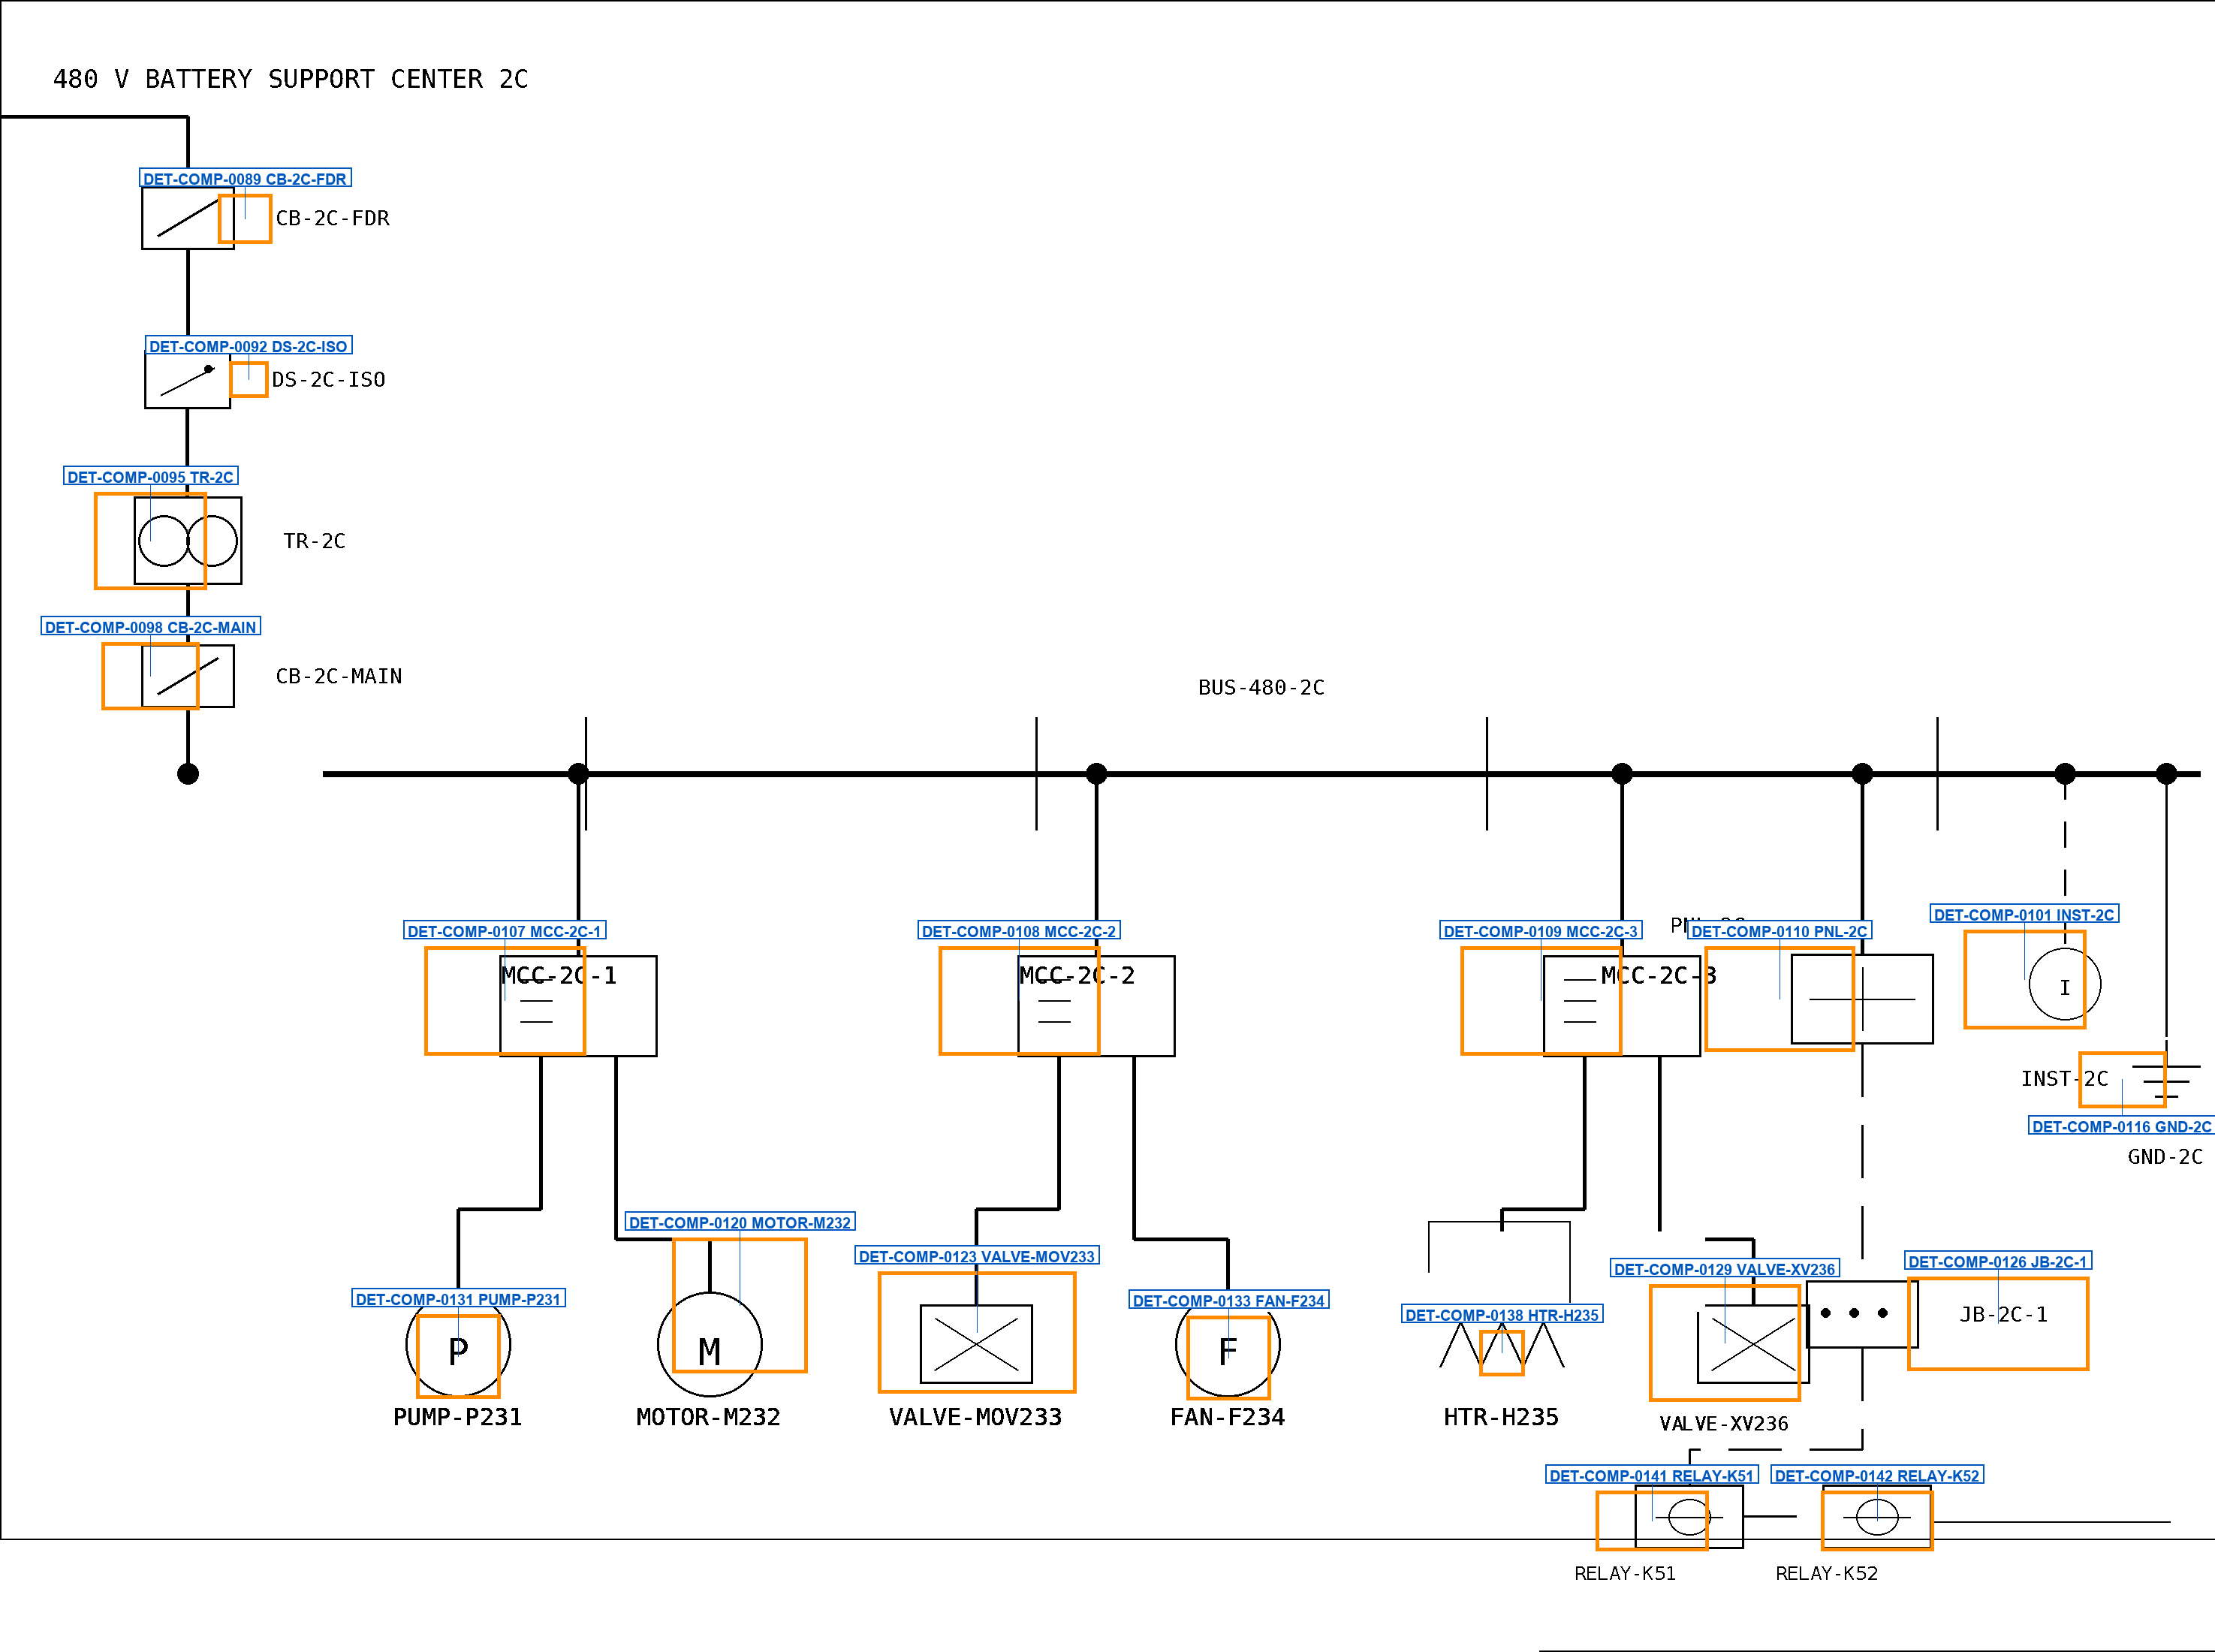 480 V BATTERY SUPPORT CENTER 2C
DET-COMP-0089 CB-2C-FDR
CB-2C-FDR
DET-COMP-0092 DS-2C-ISO
DS-2C-ISO
DET-COMP-0095 TR-2C
TR-2C
DET-COMP-0098 CB-2C-MAIN
CB-2C-MAIN
BUS-480-2C
DET-COMP-0107 MCC-2C-1
DET-COMP-0108 MCC-2C-2
DET-COMP-0109 MCC-2C-3
DET-COMP-0110 PNL-2C
DET-COMP-0101 INST-2C
MCC-2C-1
MCC-2C-2
MCC-2C-3
I
INST-2C
DET-COMP-0116 GND-2C
GND-2C
DET-COMP-0120 MOTOR-M232
DET-COMP-0123 VALVE-MOV233
DET-COMP-0129 VALVE-XV236
DET-COMP-0126 JB-2C-1
DET-COMP-0131 PUMP-P231
DET-COMP-0133 FAN-F234
DET-COMP-0138 HTR-H235
JB-2C-1
P
M
F
PUMP-P231
MOTOR-M232
VALVE-MOV233
FAN-F234
HTR-H235
VALVE-XV236
DET-COMP-0141 RELAY-K51
DET-COMP-0142 RELAY-K52
RELAY-K51
RELAY-K52